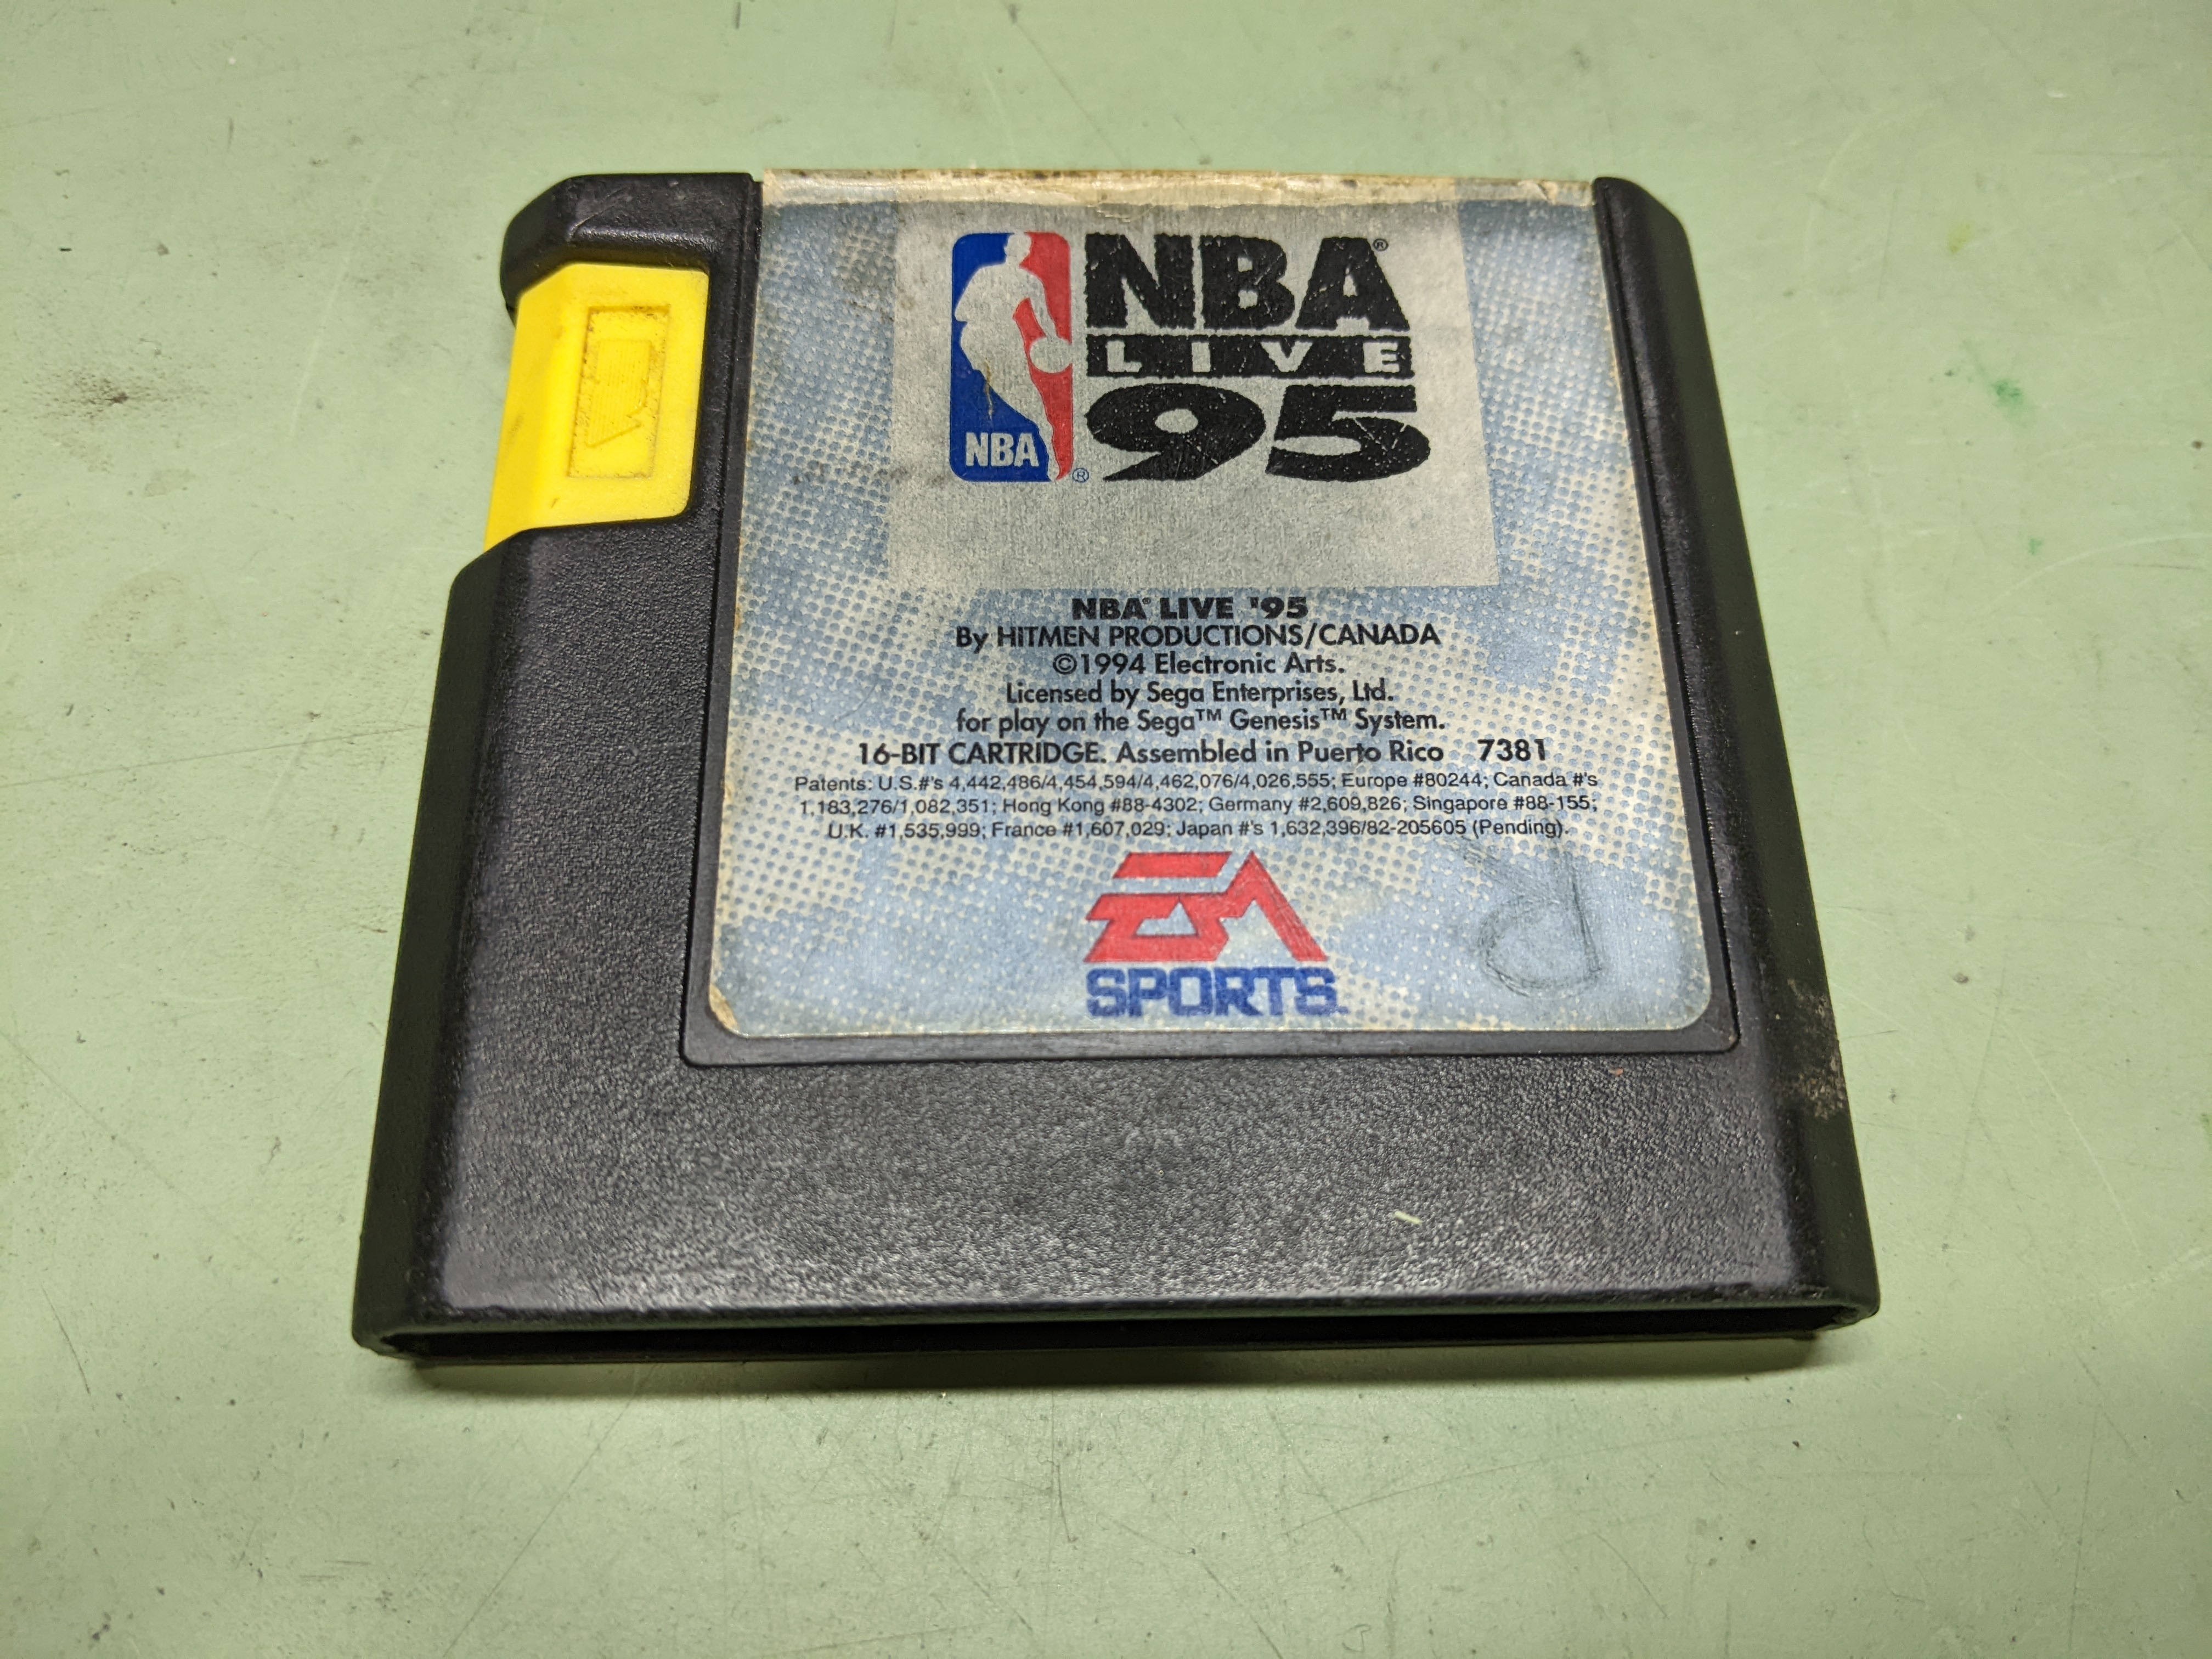 NBA®
LIVE
95
NBA®
NBA® LIVE '95
By HITMEN PRODUCTIONS/CANADA
©1994 Electronic Arts.
Licensed by Sega Enterprises, Ltd.
for play on the Sega™ Genesis™ System.
16-BIT CARTRIDGE. Assembled in Puerto Rico 7381
Patents: U.S.#'s 4,442,486/4,454,594/4,462,076/4,026,555; Europe #80244; Canada #'s
1,183,276/1,082,351; Hong Kong #88-4302; Germany #2,609,826; Singapore #88-155;
U.K. #1,535,999; France #1,607,029; Japan #'s 1,632,396/82-205605 (Pending).
EA
SPORTS™